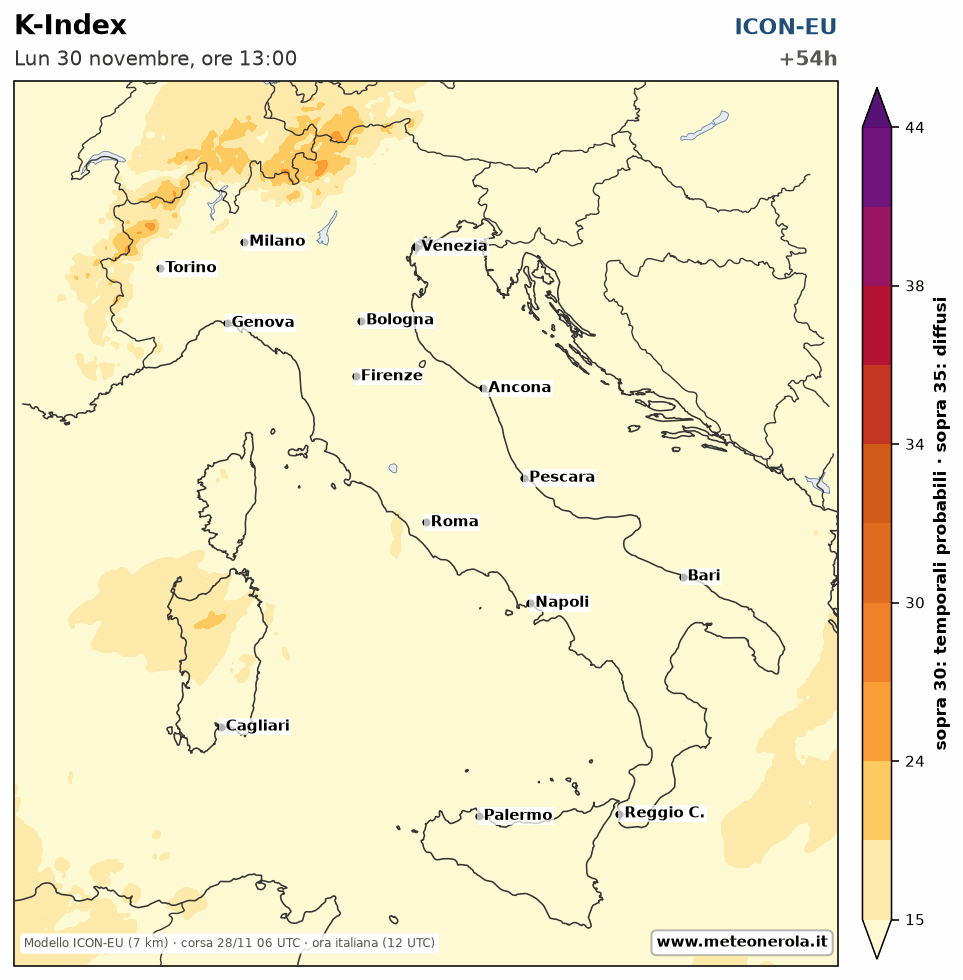 K-Index
ICON-EU
Lun 30 novembre, ore 13:00
+54h
44
Milano
Venezia
Torino
38
Genova
Bologna
Firenze
Ancona
34
Pescara
Roma
Bari
30
Napoli
Cagliari
24
Palermo
Reggio C.
15
sopra 30: temporali probabili · sopra 35: diffusi
Modello ICON-EU (7 km) · corsa 28/11 06 UTC · ora italiana (12 UTC)
www.meteonerola.it